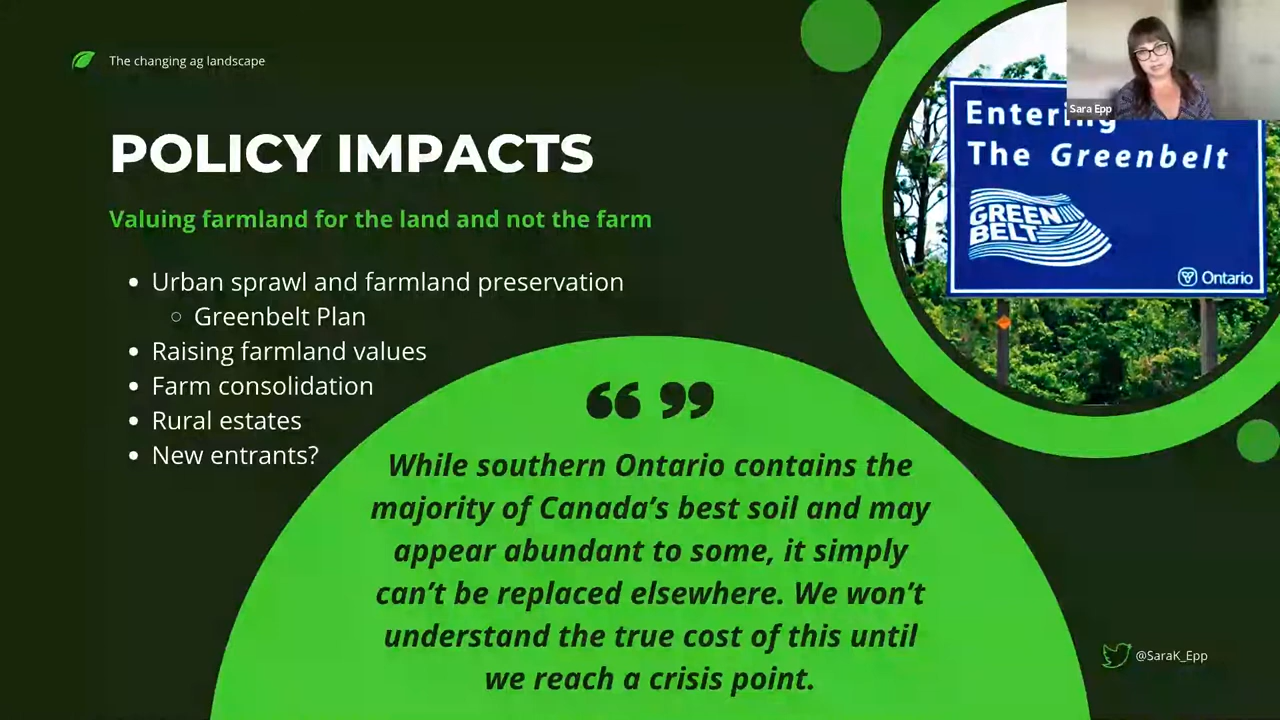 The changing ag landscape
POLICY IMPACTS
Valuing farmland for the land and not the farm
• Urban sprawl and farmland preservation
○ Greenbelt Plan
• Raising farmland values
• Farm consolidation
• Rural estates
• New entrants?
“ ”
While southern Ontario contains the
majority of Canada’s best soil and may
appear abundant to some, it simply
can’t be replaced elsewhere. We won’t
understand the true cost of this until
we reach a crisis point.
Entering
The Greenbelt
GREEN
BELT
Ontario
Sara Epp
@SaraK_Epp